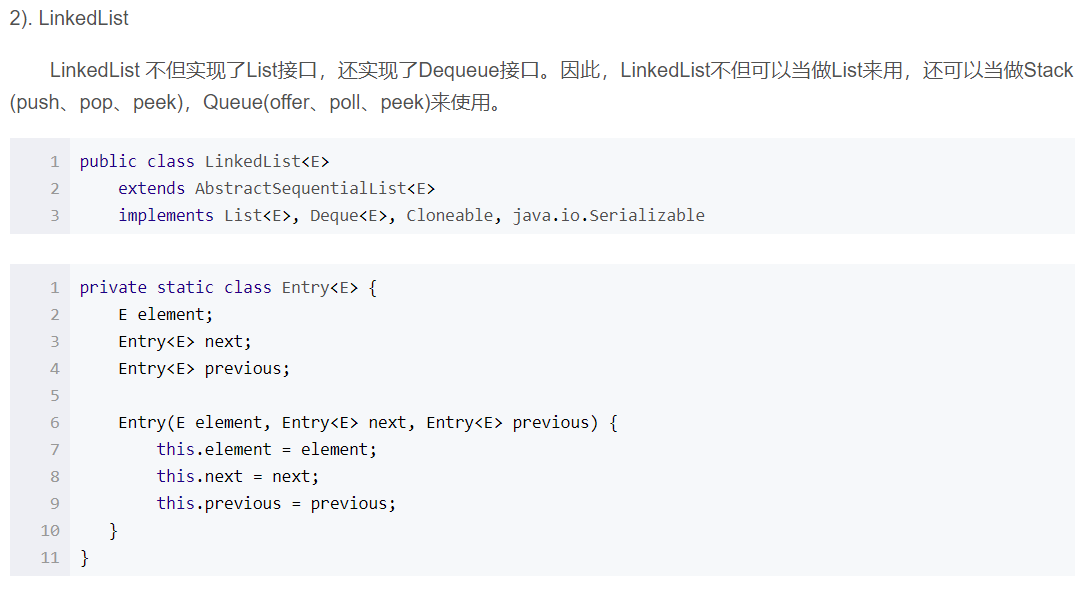 2). LinkedList
LinkedList 不但实现了List接口，还实现了Dequeue接口。因此，LinkedList不但可以当做List来用，还可以当做Stack
(push、pop、peek)，Queue(offer、poll、peek)来使用。
1 public class LinkedList<E>
2     extends AbstractSequentialList<E>
3     implements List<E>, Deque<E>, Cloneable, java.io.Serializable
1 private static class Entry<E> {
2     E element;
3     Entry<E> next;
4     Entry<E> previous;
5
6     Entry(E element, Entry<E> next, Entry<E> previous) {
7         this.element = element;
8         this.next = next;
9         this.previous = previous;
10    }
11 }